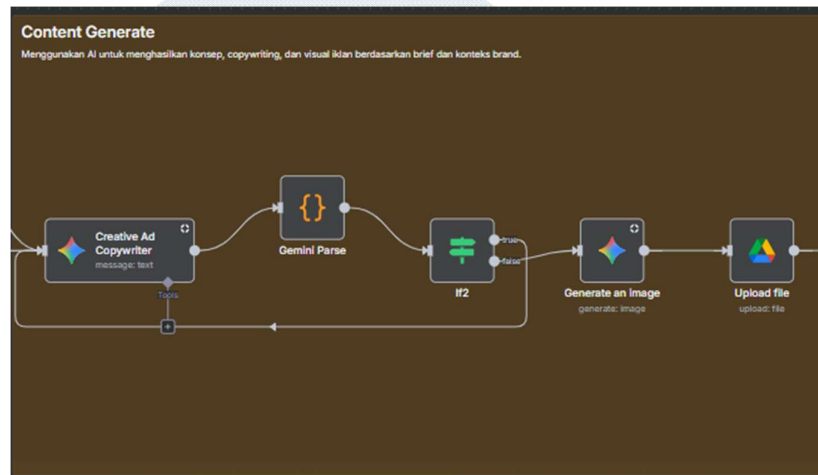 Content Generate
Menggunakan AI untuk menghasilkan konsep, copywriting, dan visual iklan berdasarkan brief dan konteks brand.
Creative Ad
Copywriter
message: text
Tools
+
{}
Gemini Parse
true
false
If2
Generate an image
generate: image
Upload file
upload: file